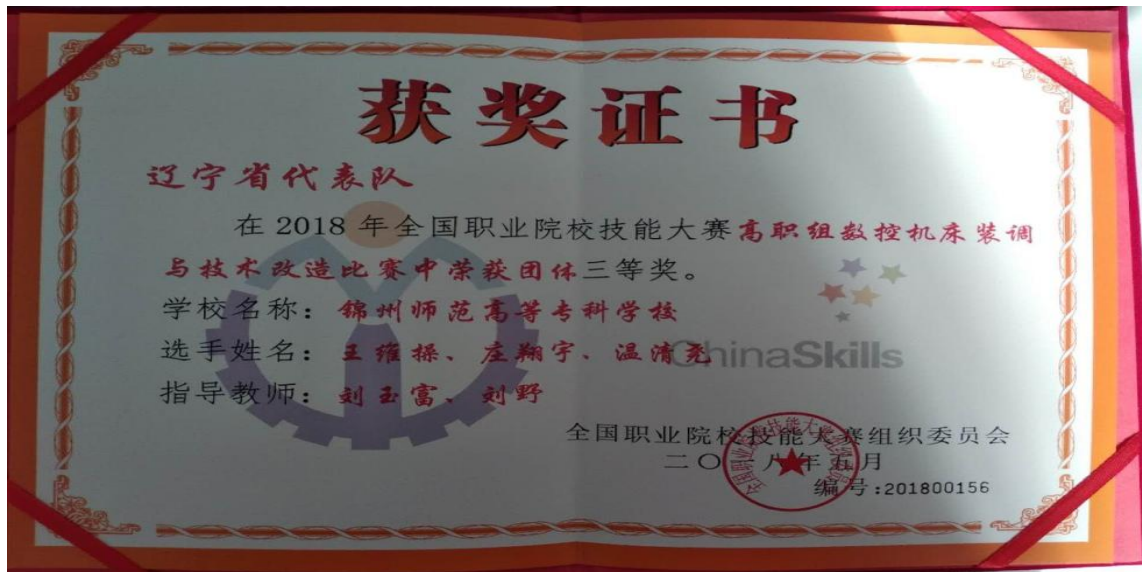 获奖证书
辽宁省代表队
在 2018 年全国职业院校技能大赛高职组数控机床装调
与技术改造比赛中荣获团体三等奖。
学校名称：锦州师范高等专科学校
选手姓名：王维操、庄翔宇、温清尧
指导教师：刘玉富、刘野
ChinaSkills
全国职业院校技能大赛组织委员会
二〇一八年五月
编号:201800156